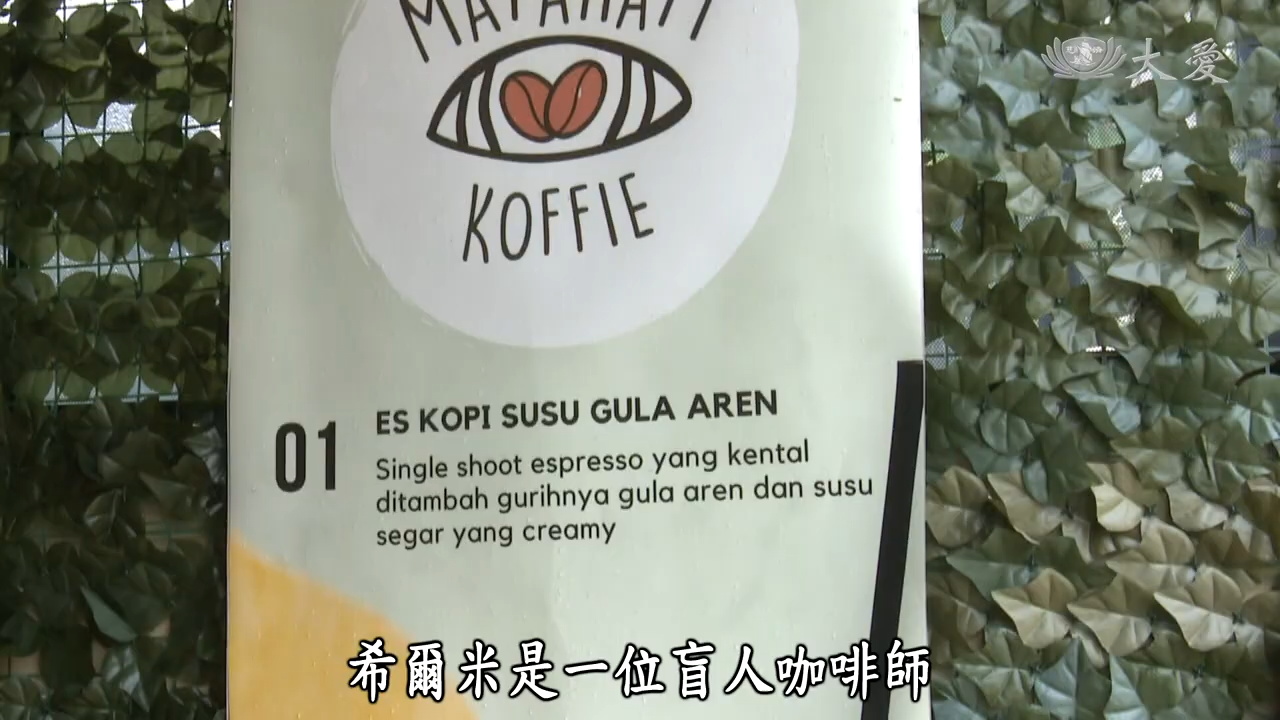 大愛
MATAHATI
KOFFIE
01
ES KOPI SUSU GULA AREN
Single shoot espresso yang kental
ditambah gurihnya gula aren dan susu
segar yang creamy
希爾米是一位盲人咖啡師